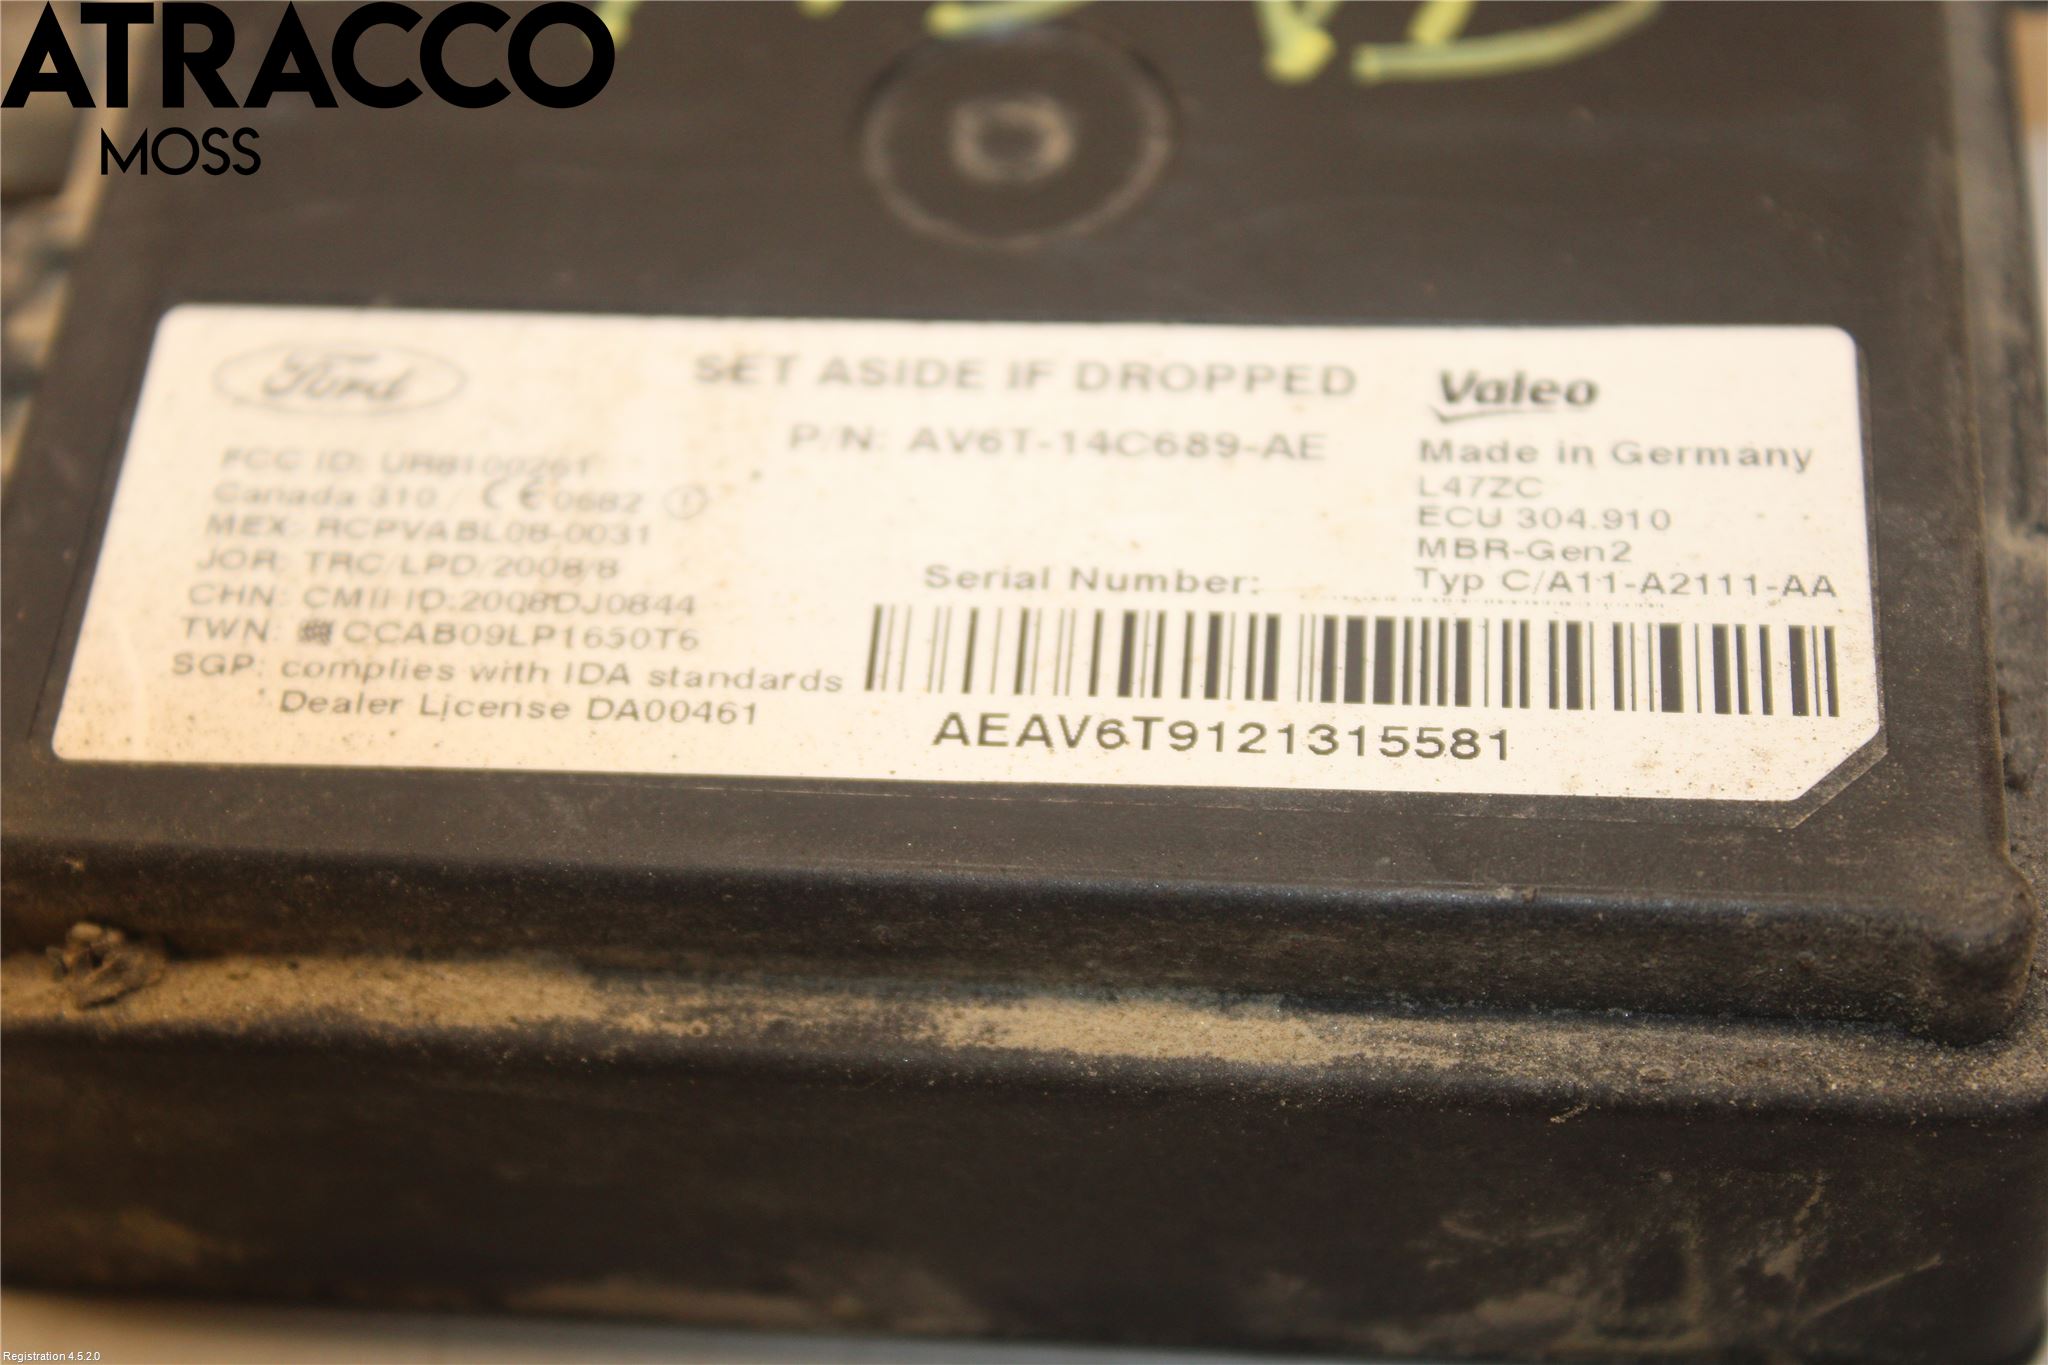 ATRACCO
MOSS
Ford
SET ASIDE IF DROPPED
Valeo
P/N: AV6T-14C689-AE
Made in Germany
L47ZC
ECU 304.910
MBR-Gen2
Typ C/A11-A2111-AA
FCC ID: UR8100261
Canada 310 / CE 0682
MEX: RCPVABL08-0031
JOR: TRC/LPD/2008/8
CHN: CMII ID:2008DJ0844
TWN: CCAB09LP1650T6
SGP: complies with IDA standards
Dealer License DA00461
Serial Number:
AEAV6T9121315581
Registration 4.5.2.0